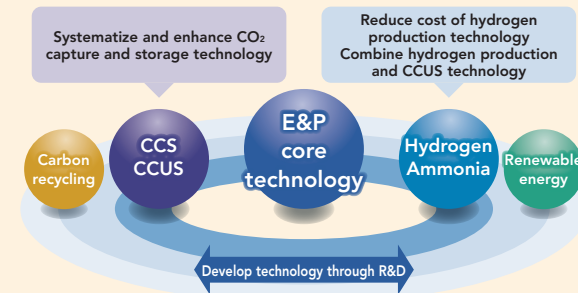 Systematize and enhance CO₂
capture and storage technology
Reduce cost of hydrogen
production technology
Combine hydrogen production
and CCUS technology
Carbon
recycling
CCS
CCUS
E&P
core
technology
Hydrogen
Ammonia
Renewable
energy
Develop technology through R&D